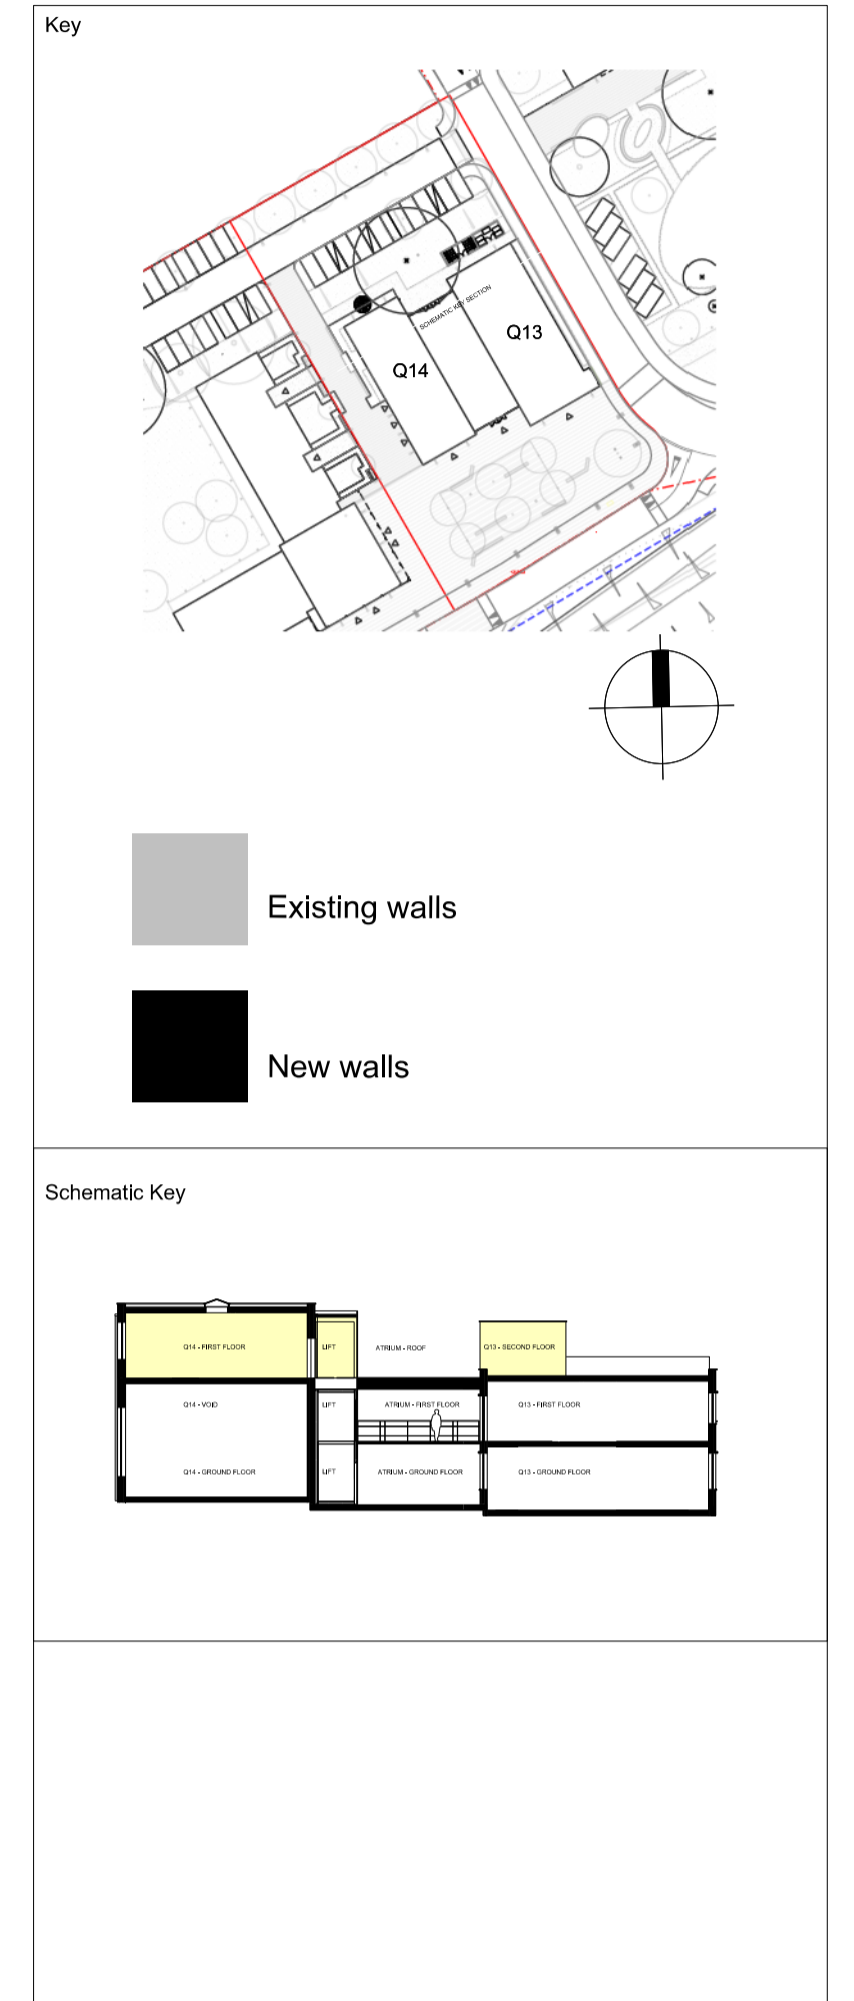 Key
SCHEMATIC KEY SECTION
Q13
Q14
Existing walls
New walls
Schematic Key
Q14 - FIRST FLOOR
LIFT
ATRIUM - ROOF
Q13 - SECOND FLOOR
Q14 - VOID
LIFT
ATRIUM - FIRST FLOOR
Q13 - FIRST FLOOR
Q14 - GROUND FLOOR
LIFT
ATRIUM - GROUND FLOOR
Q13 - GROUND FLOOR